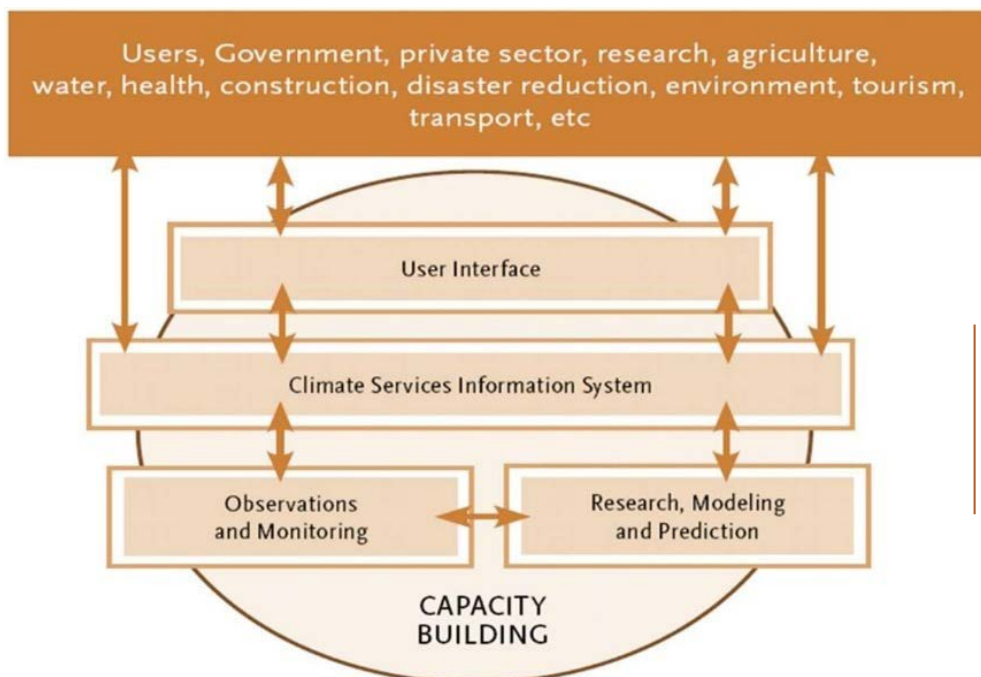 Users, Government, private sector, research, agriculture,
water, health, construction, disaster reduction, environment, tourism,
transport, etc
User Interface
Climate Services Information System
Observations
and Monitoring
Research, Modeling
and Prediction
CAPACITY
BUILDING